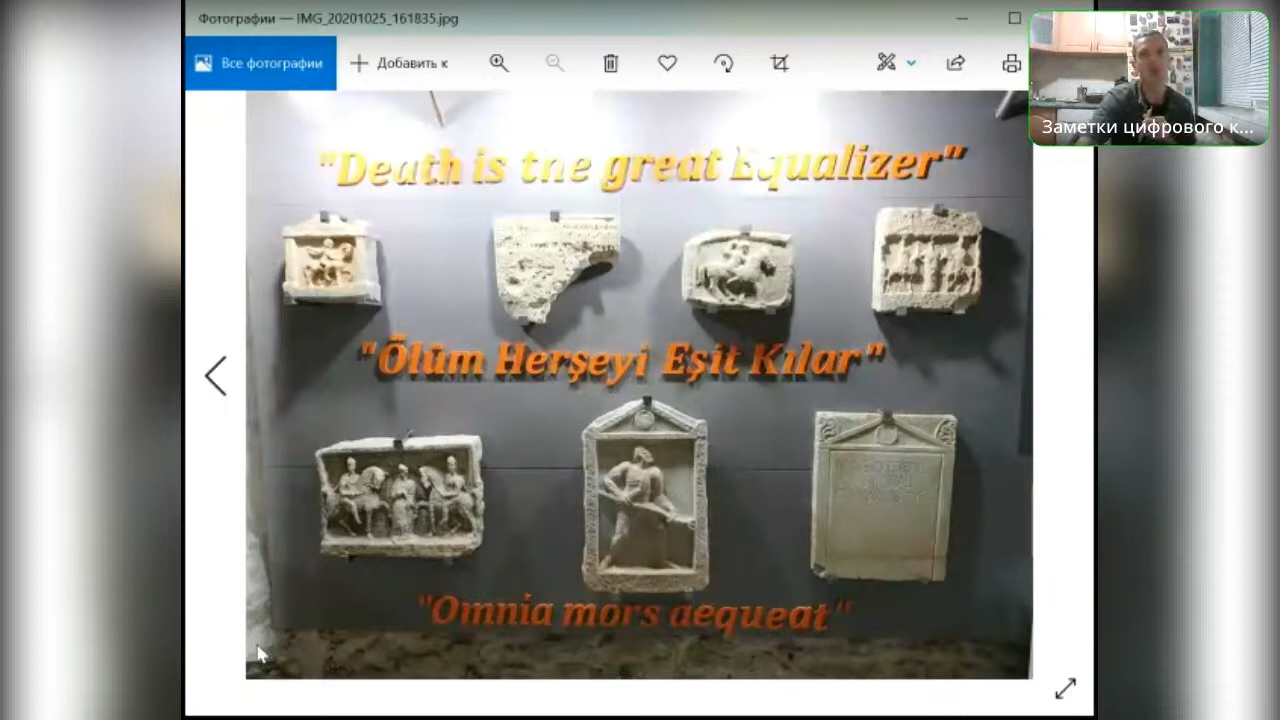 Фотографии — IMG_20201025_161835.jpg
Все фотографии
Добавить к
Заметки цифрового к...
"Death is the great Equalizer"
"Ölüm Herşeyi Eşit Kılar"
"Omnia mors aequeat"